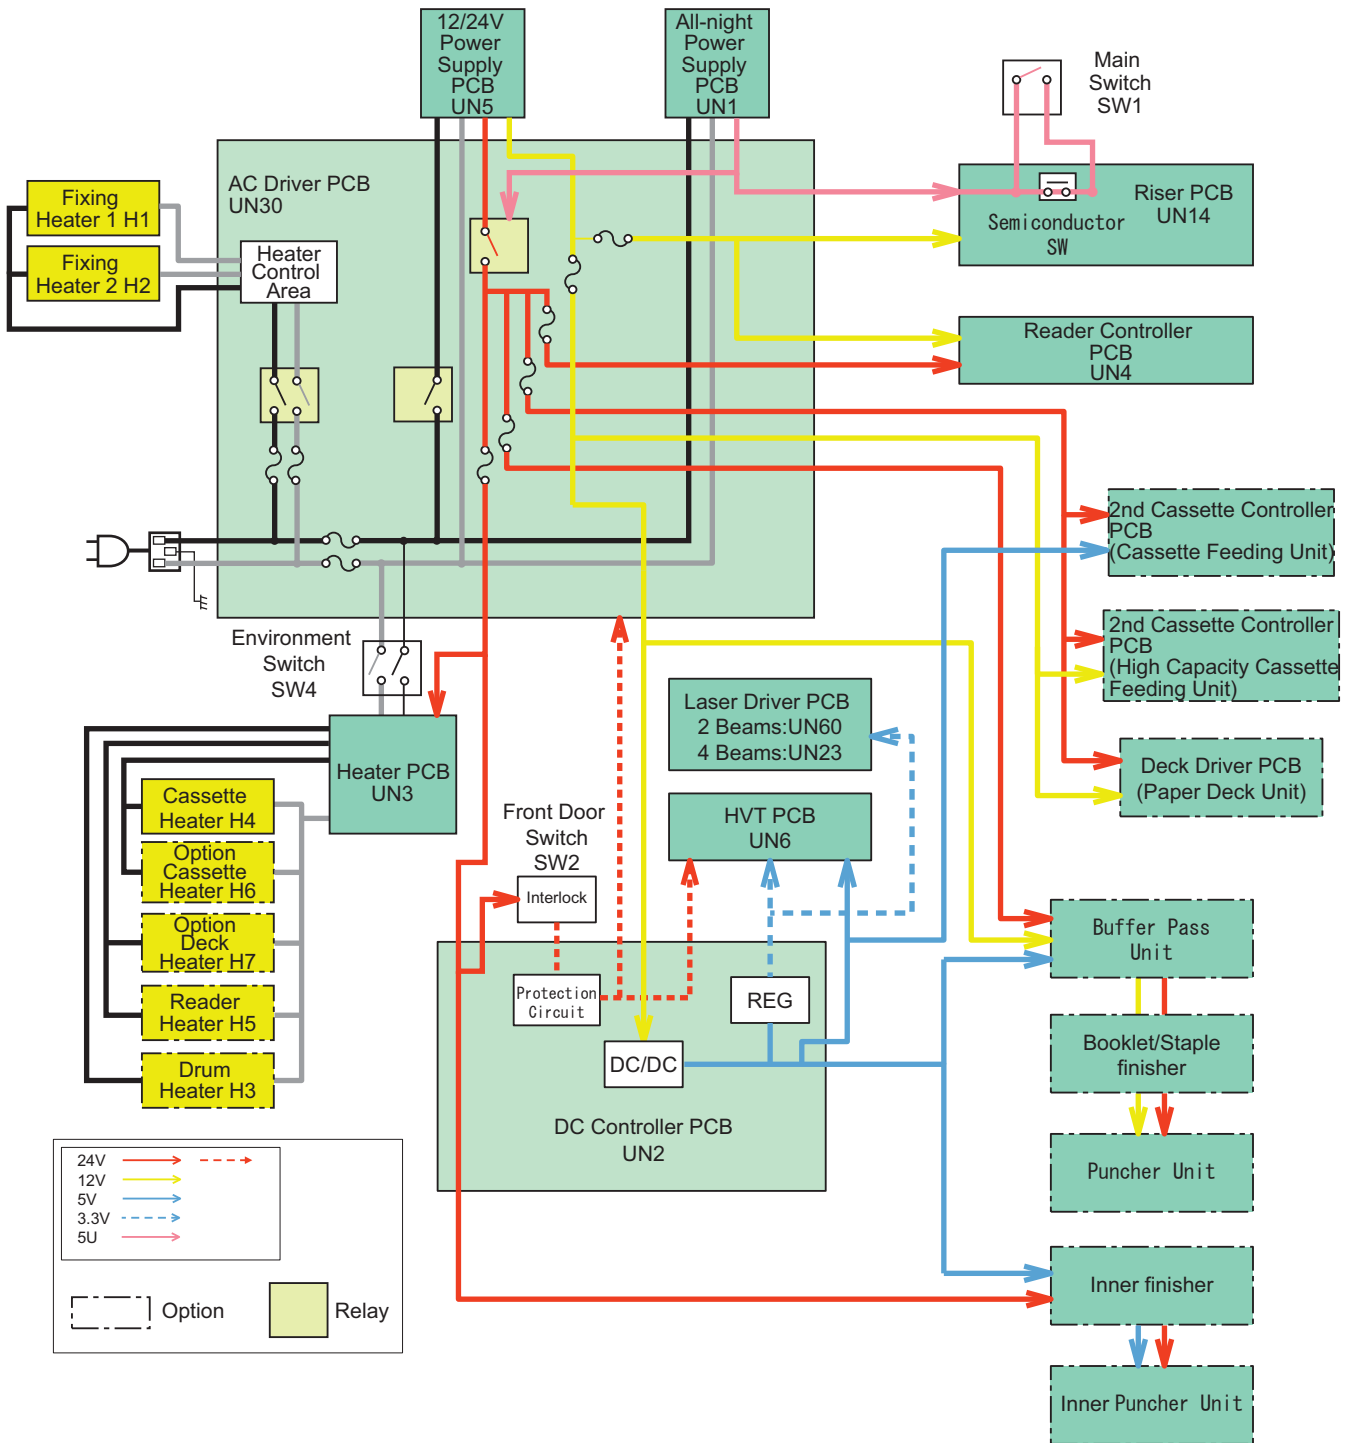 12/24V
Power
Supply
PCB
UN5
All-night
Power
Supply
PCB
UN1
Main
Switch
SW1
AC Driver PCB
UN30
Fixing
Heater 1 H1
Fixing
Heater 2 H2
Heater
Control
Area
Riser PCB
UN14
Semiconductor
SW
Reader Controller
PCB
UN4
2nd Cassette Controller
PCB
(Cassette Feeding Unit)
2nd Cassette Controller
PCB
(High Capacity Cassette
Feeding Unit)
Deck Driver PCB
(Paper Deck Unit)
Environment
Switch
SW4
Laser Driver PCB
2 Beams:UN60
4 Beams:UN23
Heater PCB
UN3
HVT PCB
UN6
Front Door
Switch
SW2
Interlock
Cassette
Heater H4
Option
Cassette
Heater H6
Option
Deck
Heater H7
Reader
Heater H5
Drum
Heater H3
Protection
Circuit
REG
DC/DC
DC Controller PCB
UN2
Buffer Pass
Unit
Booklet/Staple
finisher
Puncher Unit
Inner finisher
Inner Puncher Unit
24V
12V
5V
3.3V
5U
Option
Relay